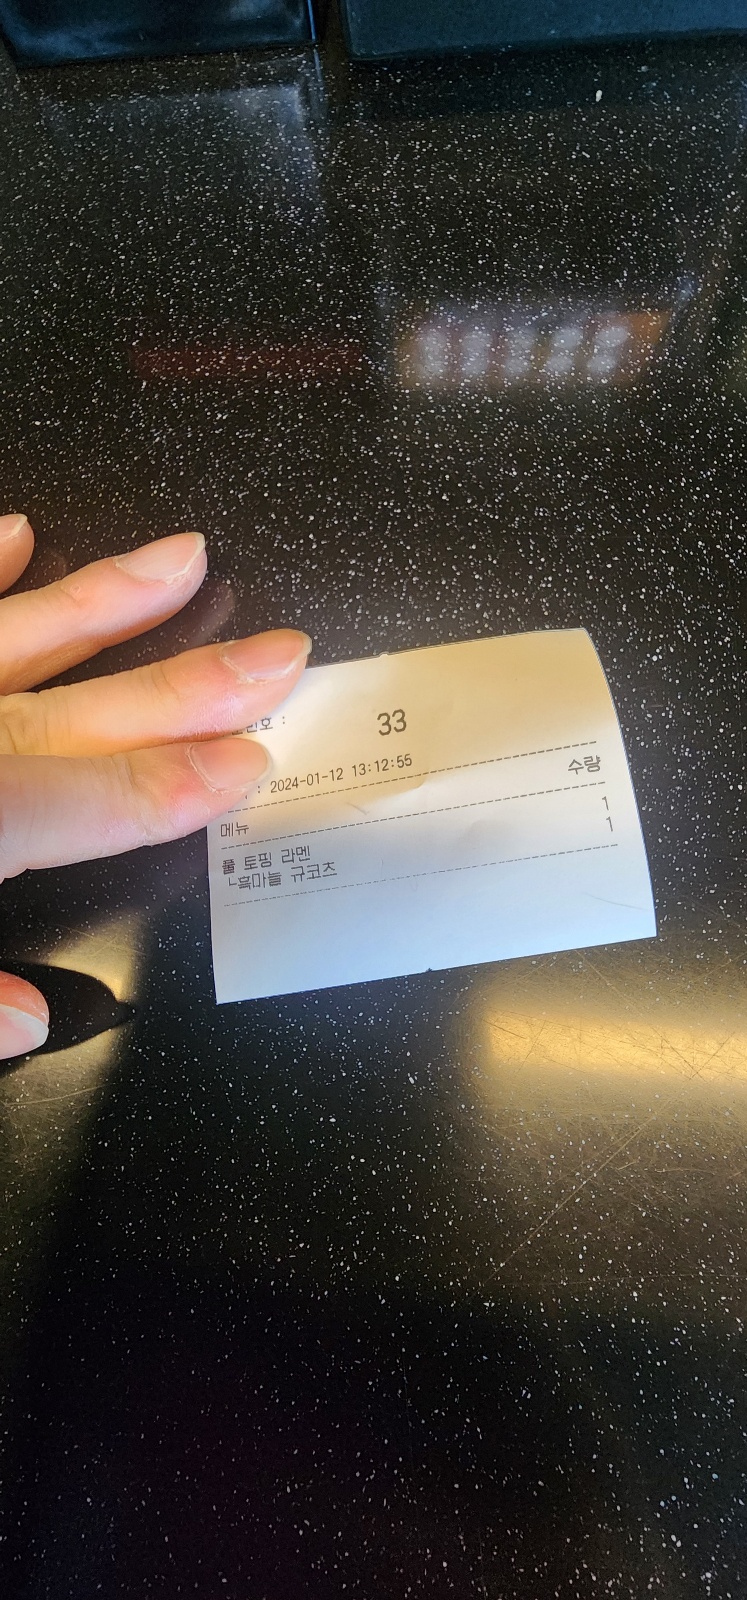 33
: 2024-01-12 13:12:55
메뉴 수량
풀 토핑 라멘 1
└흑마늘 규코츠 1